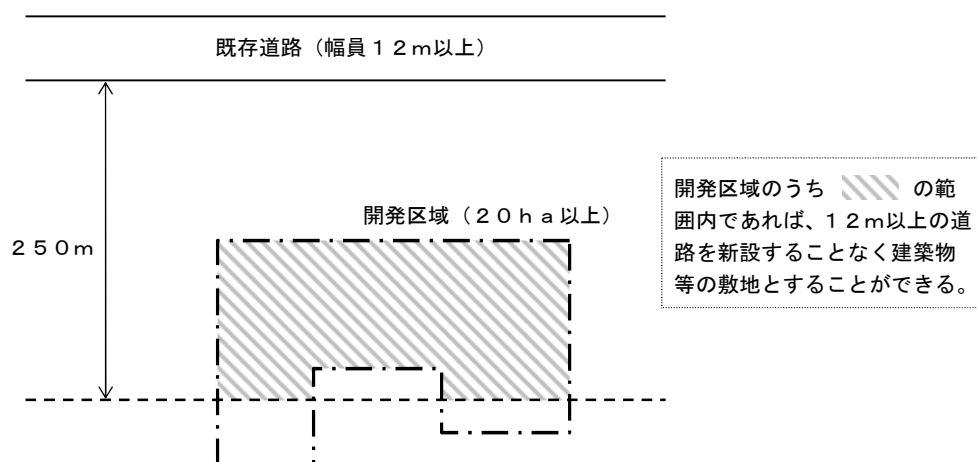 既存道路（幅員１２ｍ以上）
開発区域（２０ｈａ以上）
２５０ｍ
開発区域のうち の範
囲内であれば、１２ｍ以上の道
路を新設することなく建築物
等の敷地とすることができる。